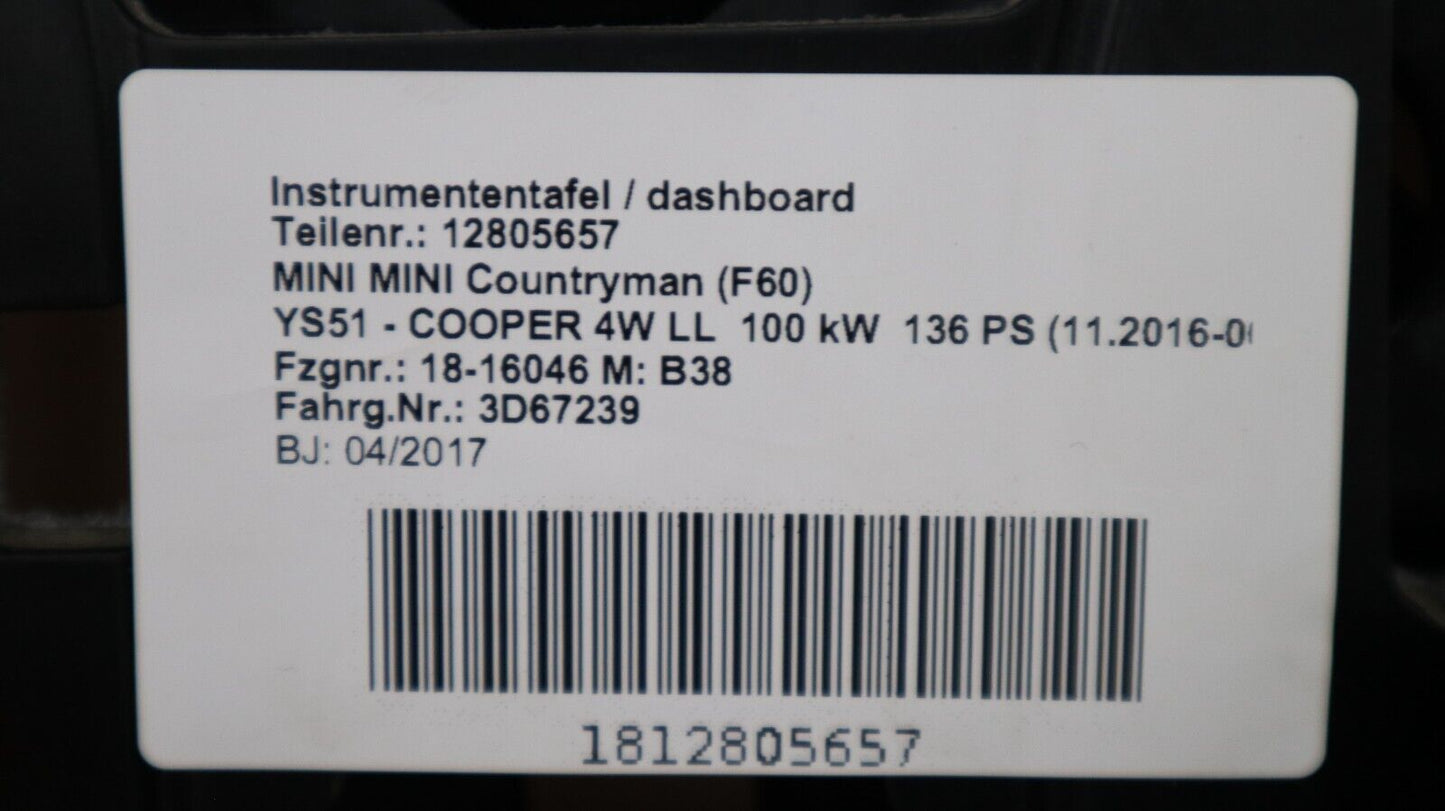 Instrumententafel / dashboard
Teilenr.: 12805657
MINI MINI Countryman (F60)
YS51 - COOPER 4W LL 100 kW 136 PS (11.2016-0
Fzgnr.: 18-16046 M: B38
Fahrg.Nr.: 3D67239
BJ: 04/2017
1812805657